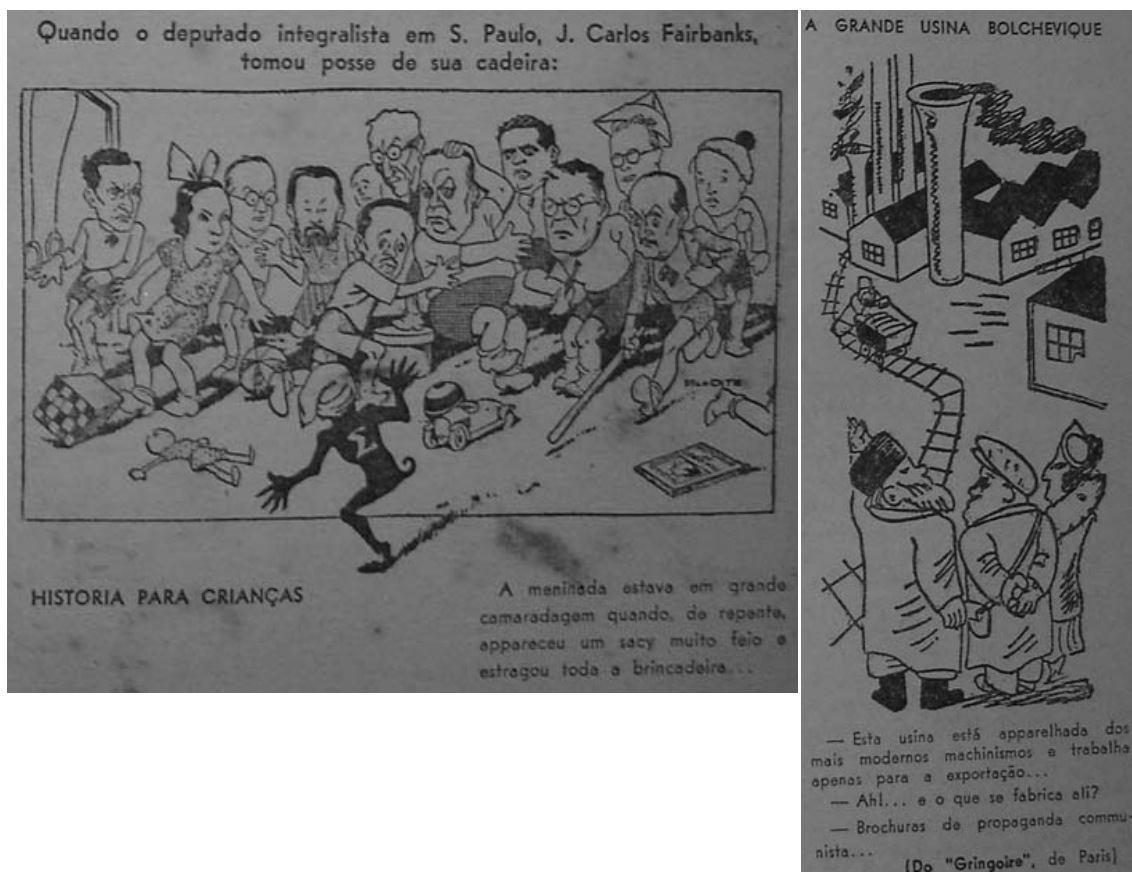 Quando o deputado integralista em S. Paulo, J. Carlos Fairbanks,
tomou posse de sua cadeira:
HISTORIA PARA CRIANÇAS
A meninada estava em grande
camaradagem quando, de repente,
appareceu um sacy muito feio e
estragou toda a brincadeira...
A GRANDE USINA BOLCHEVIQUE
— Esta usina está apparelhada dos
mais modernos machinismos e trabalha
apenas para a exportação...
— Ah!... e o que se fabrica ali?
— Brochuras de propaganda commu-
nista...
(Do "Gringoire", de Paris)